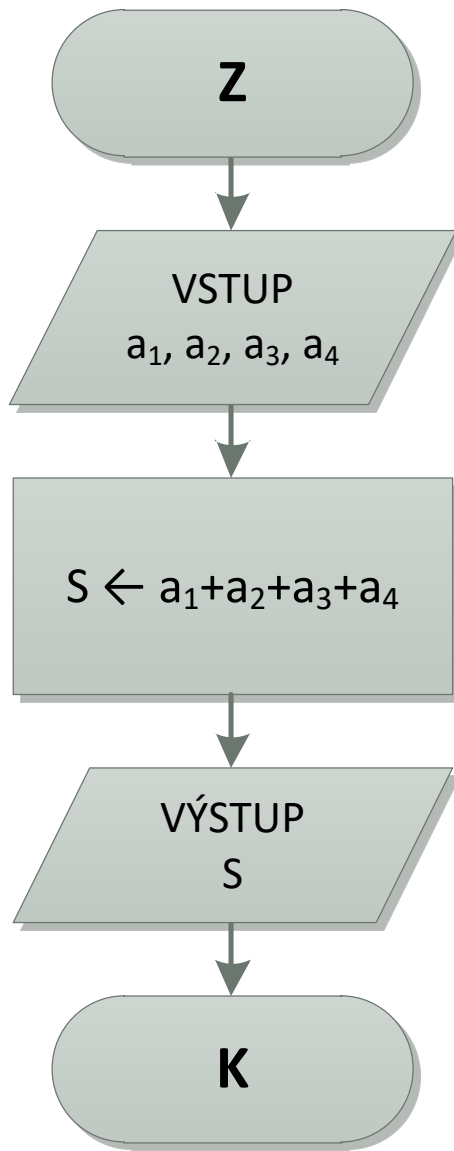 Z
VSTUP
a₁, a₂, a₃, a₄
S ← a₁+a₂+a₃+a₄
VÝSTUP
S
K